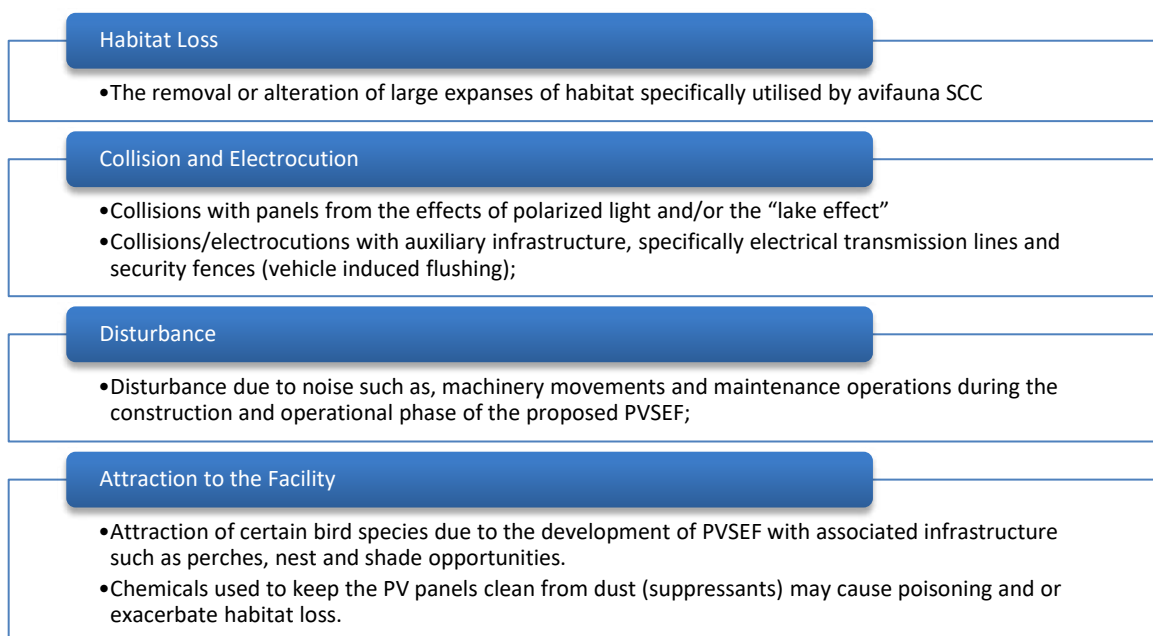 Habitat Loss
•The removal or alteration of large expanses of habitat specifically utilised by avifauna SCC
Collision and Electrocution
•Collisions with panels from the effects of polarized light and/or the “lake effect”
•Collisions/electrocutions with auxiliary infrastructure, specifically electrical transmission lines and
security fences (vehicle induced flushing);
Disturbance
•Disturbance due to noise such as, machinery movements and maintenance operations during the
construction and operational phase of the proposed PVSEF;
Attraction to the Facility
•Attraction of certain bird species due to the development of PVSEF with associated infrastructure
such as perches, nest and shade opportunities.
•Chemicals used to keep the PV panels clean from dust (suppressants) may cause poisoning and or
exacerbate habitat loss.